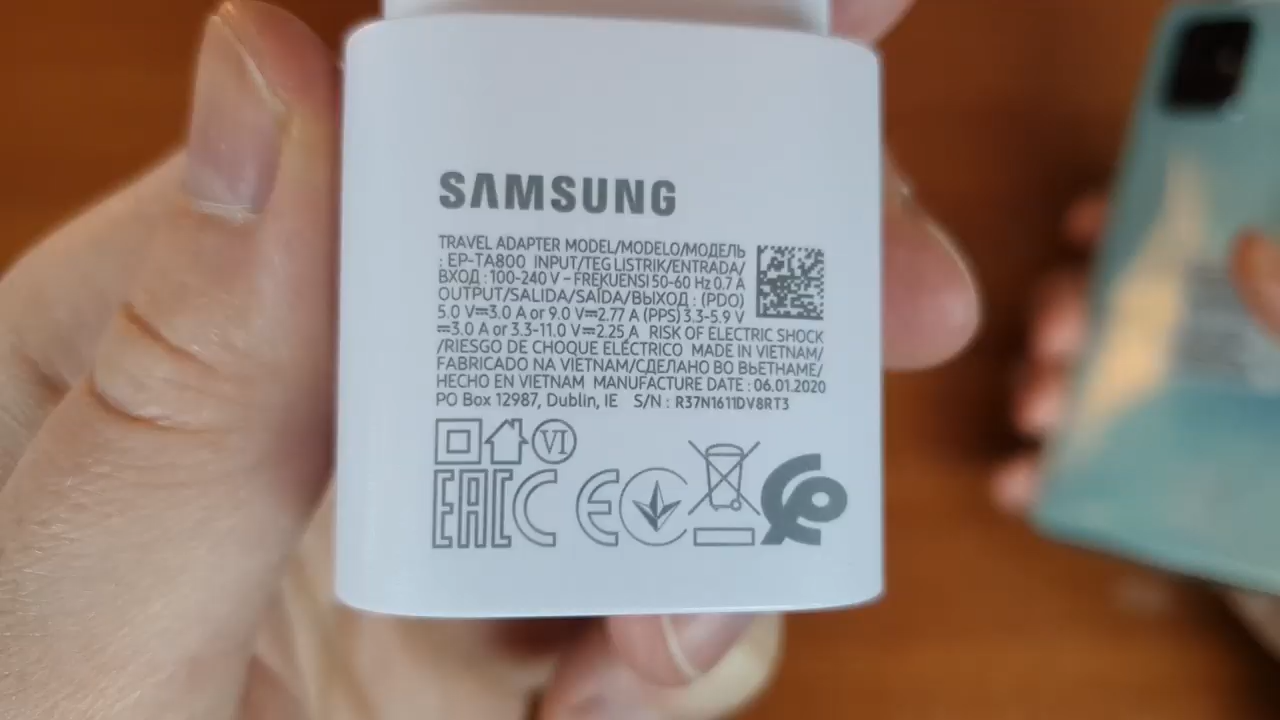 SAMSUNG
TRAVEL ADAPTER MODEL/MODELO/МОДЕЛЬ
: EP-TA800 INPUT/TEG LISTRIK/ENTRADA/
ВХОД : 100-240 V ~ FREKUENSI 50-60 Hz 0.7 A
OUTPUT/SALIDA/SAÍDA/ВЫХОД : (PDO)
5.0 V⎓3.0 A or 9.0 V⎓2.77 A (PPS) 3.3-5.9 V
⎓3.0 A or 3.3-11.0 V⎓2.25 A RISK OF ELECTRIC SHOCK
/RIESGO DE CHOQUE ELÉCTRICO MADE IN VIETNAM/
FABRICADO NA VIETNAM/СДЕЛАНО ВО ВЬЕТНАМЕ/
HECHO EN VIETNAM MANUFACTURE DATE : 06.01.2020
PO Box 12987, Dublin, IE S/N : R37N1611DV8RT3
VI
EAC CE